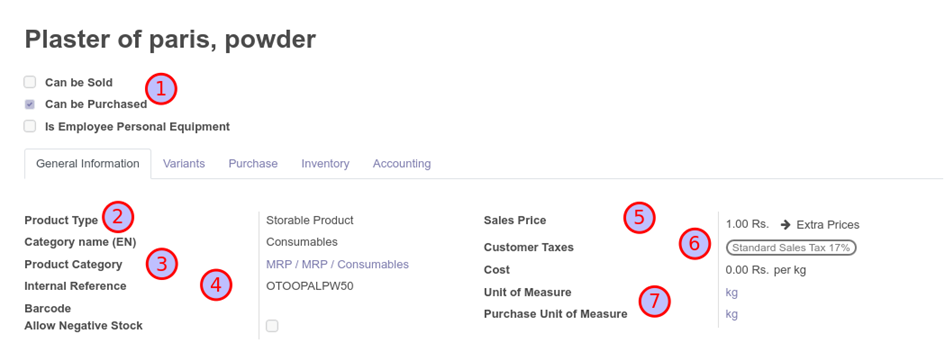 Plaster of paris, powder
Can be Sold
1
Can be Purchased
Is Employee Personal Equipment
General Information Variants Purchase Inventory Accounting
Product Type 2 Storable Product
Category name (EN) Consumables
Product Category 3 MRP / MRP / Consumables
Internal Reference 4 OTOOPALPW50
Barcode
Allow Negative Stock
Sales Price 5 1.00 Rs. Extra Prices
Customer Taxes 6 Standard Sales Tax 17%
Cost 0.00 Rs. per kg
Unit of Measure kg
7
Purchase Unit of Measure kg